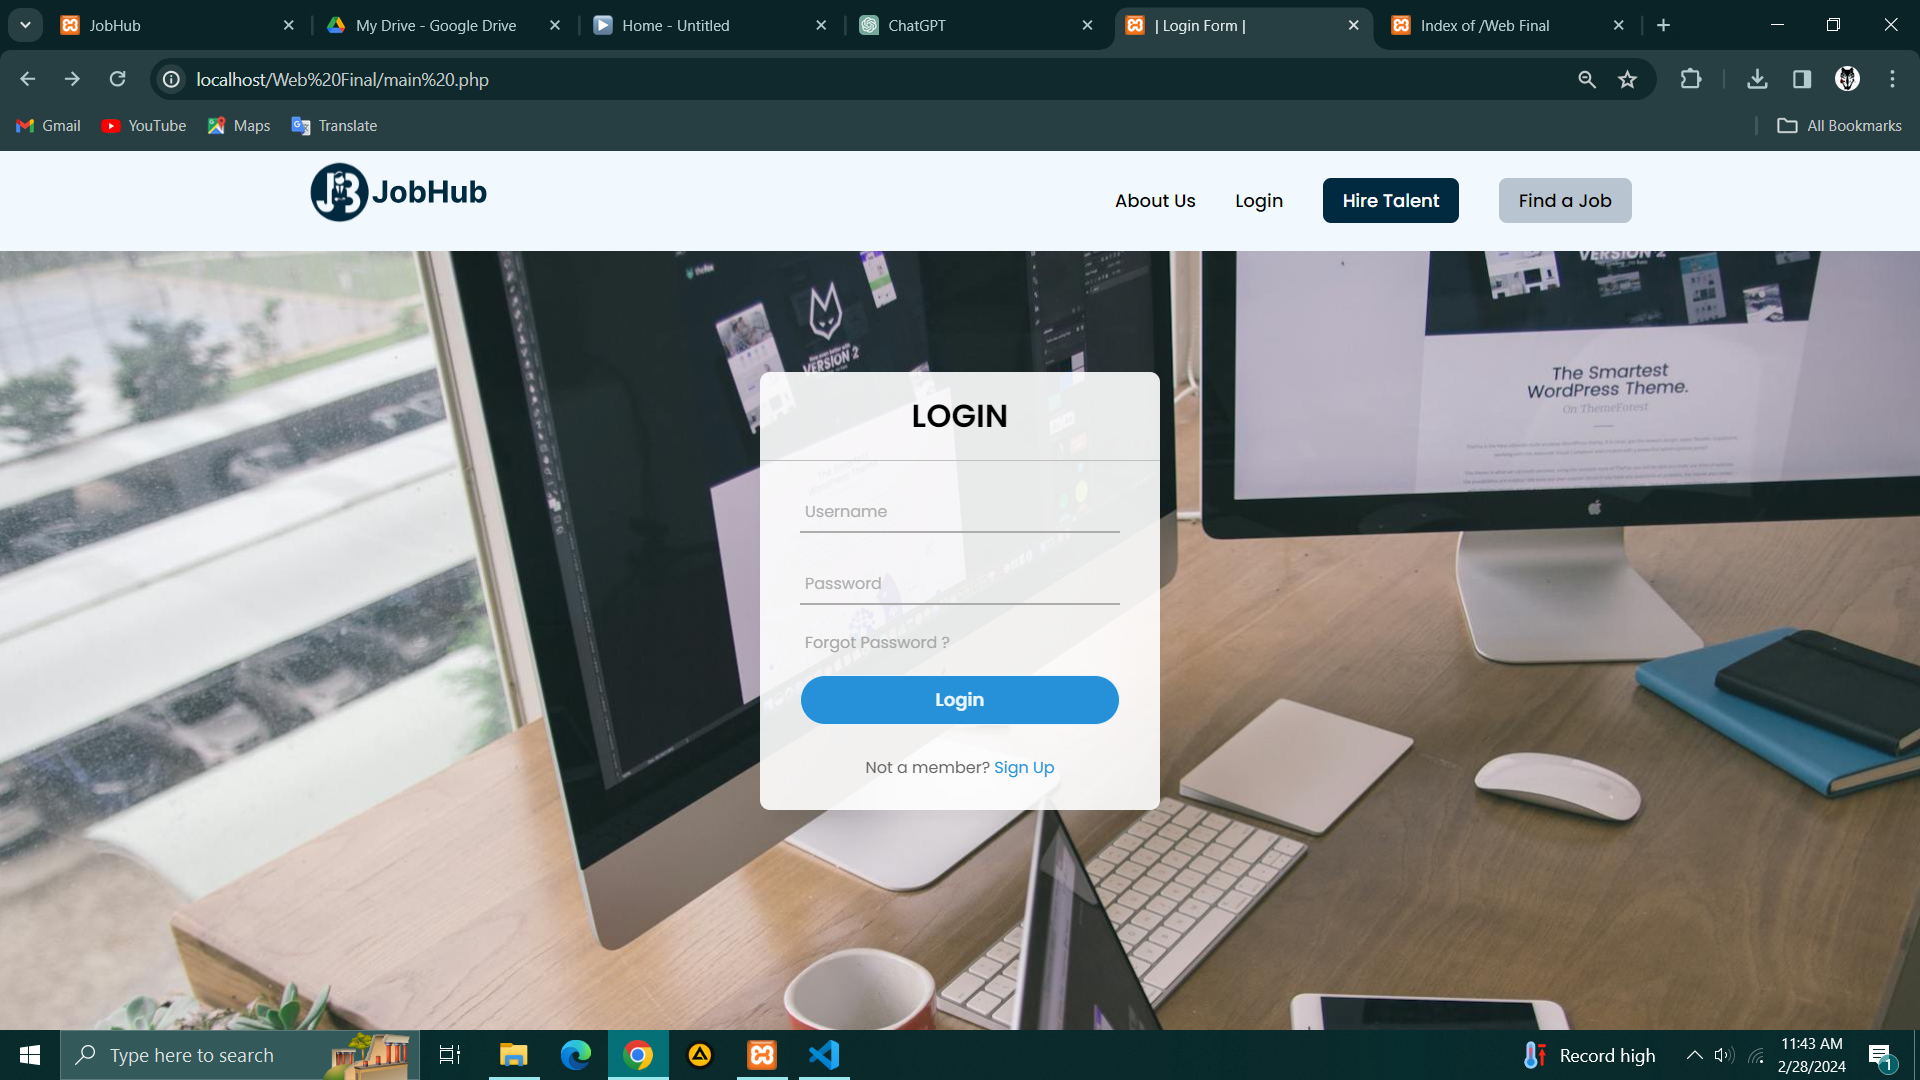 JobHub
My Drive - Google Drive
Home - Untitled
ChatGPT
| Login Form |
Index of /Web Final
localhost/Web%20Final/main%20.php
Gmail
YouTube
Maps
Translate
All Bookmarks
JobHub
About Us
Login
Hire Talent
Find a Job
VERSION 2
VERSION 2
The Smartest
WordPress Theme.
On ThemeForest
LOGIN
Username
Password
Forgot Password ?
Login
Not a member? Sign Up
Type here to search
Record high
11:43 AM
2/28/2024
1